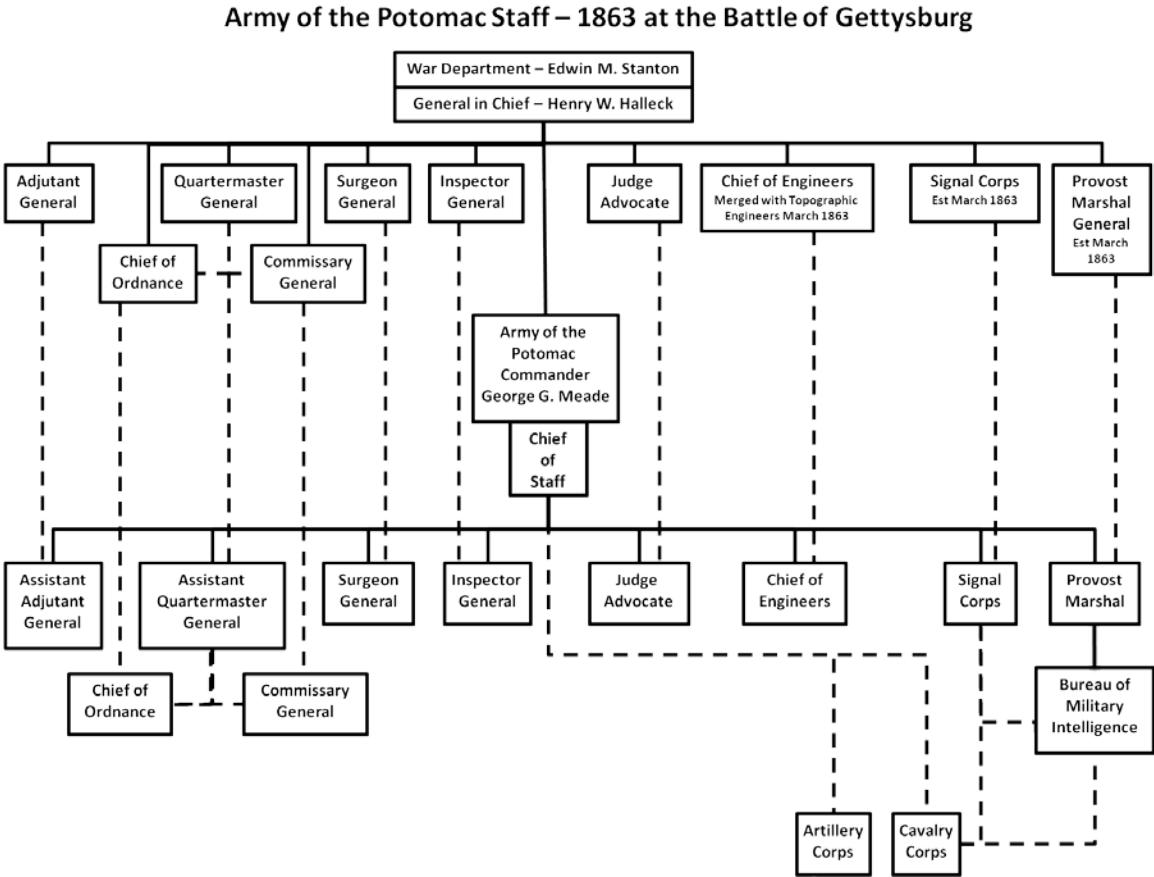 Army of the Potomac Staff – 1863 at the Battle of Gettysburg
War Department – Edwin M. Stanton
General in Chief – Henry W. Halleck
Adjutant
General
Quartermaster
General
Surgeon
General
Inspector
General
Judge
Advocate
Chief of Engineers
Merged with Topographic
Engineers March 1863
Signal Corps
Est March 1863
Provost
Marshal
General
Est March
1863
Chief of
Ordnance
Commissary
General
Army of the
Potomac
Commander
George G. Meade
Chief
of
Staff
Assistant
Adjutant
General
Assistant
Quartermaster
General
Surgeon
General
Inspector
General
Judge
Advocate
Chief of
Engineers
Signal
Corps
Provost
Marshal
Chief of
Ordnance
Commissary
General
Bureau of
Military
Intelligence
Artillery
Corps
Cavalry
Corps